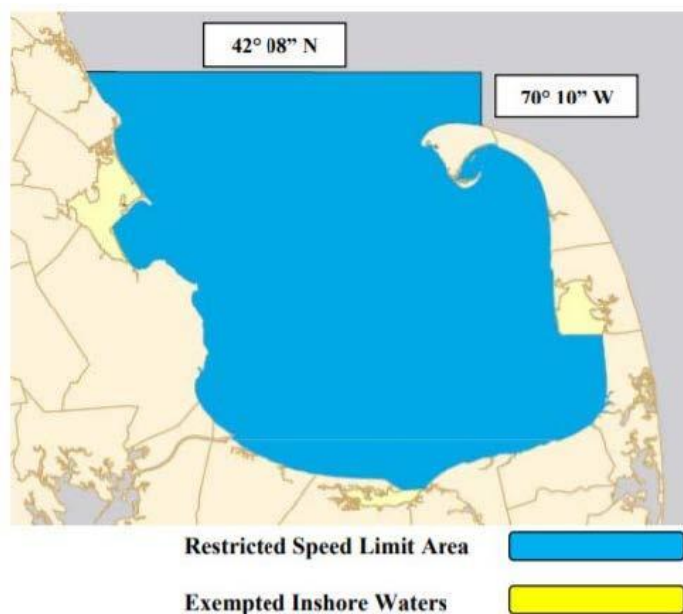 42° 08” N
70° 10” W
Restricted Speed Limit Area
Exempted Inshore Waters